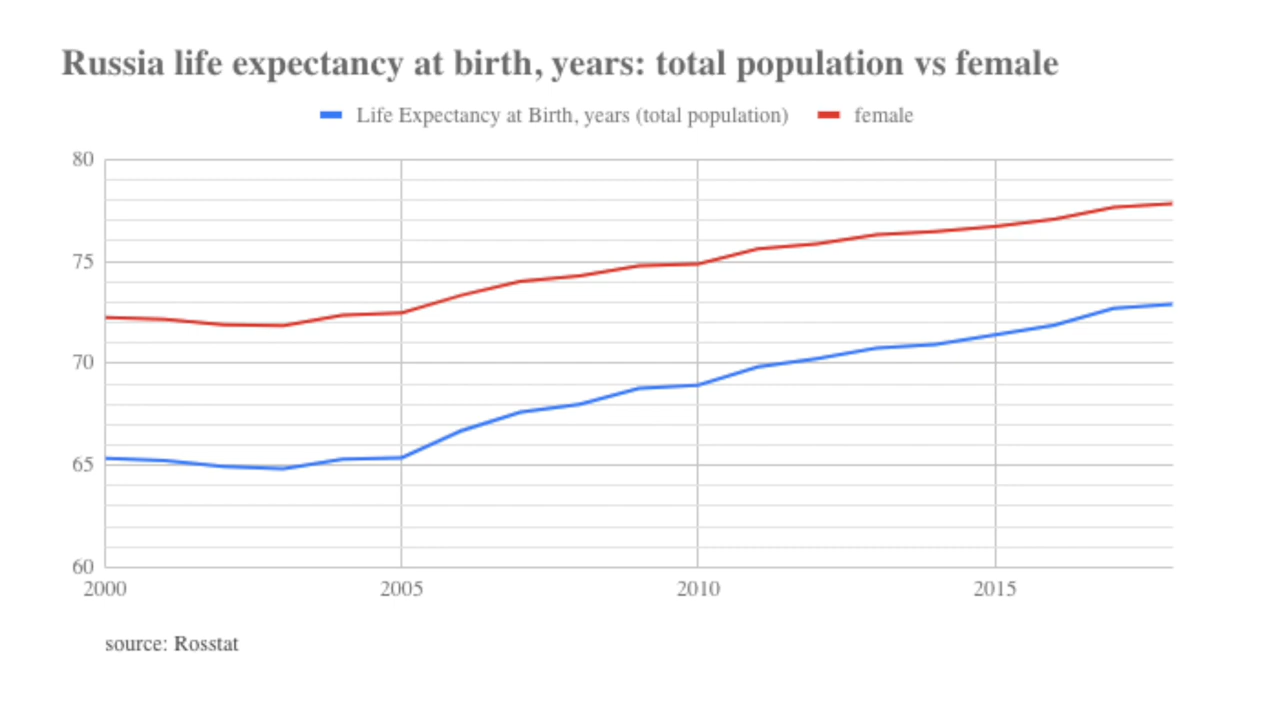 Russia life expectancy at birth, years: total population vs female
Life Expectancy at Birth, years (total population) female
80
75
70
65
60
2000 2005 2010 2015
source: Rosstat